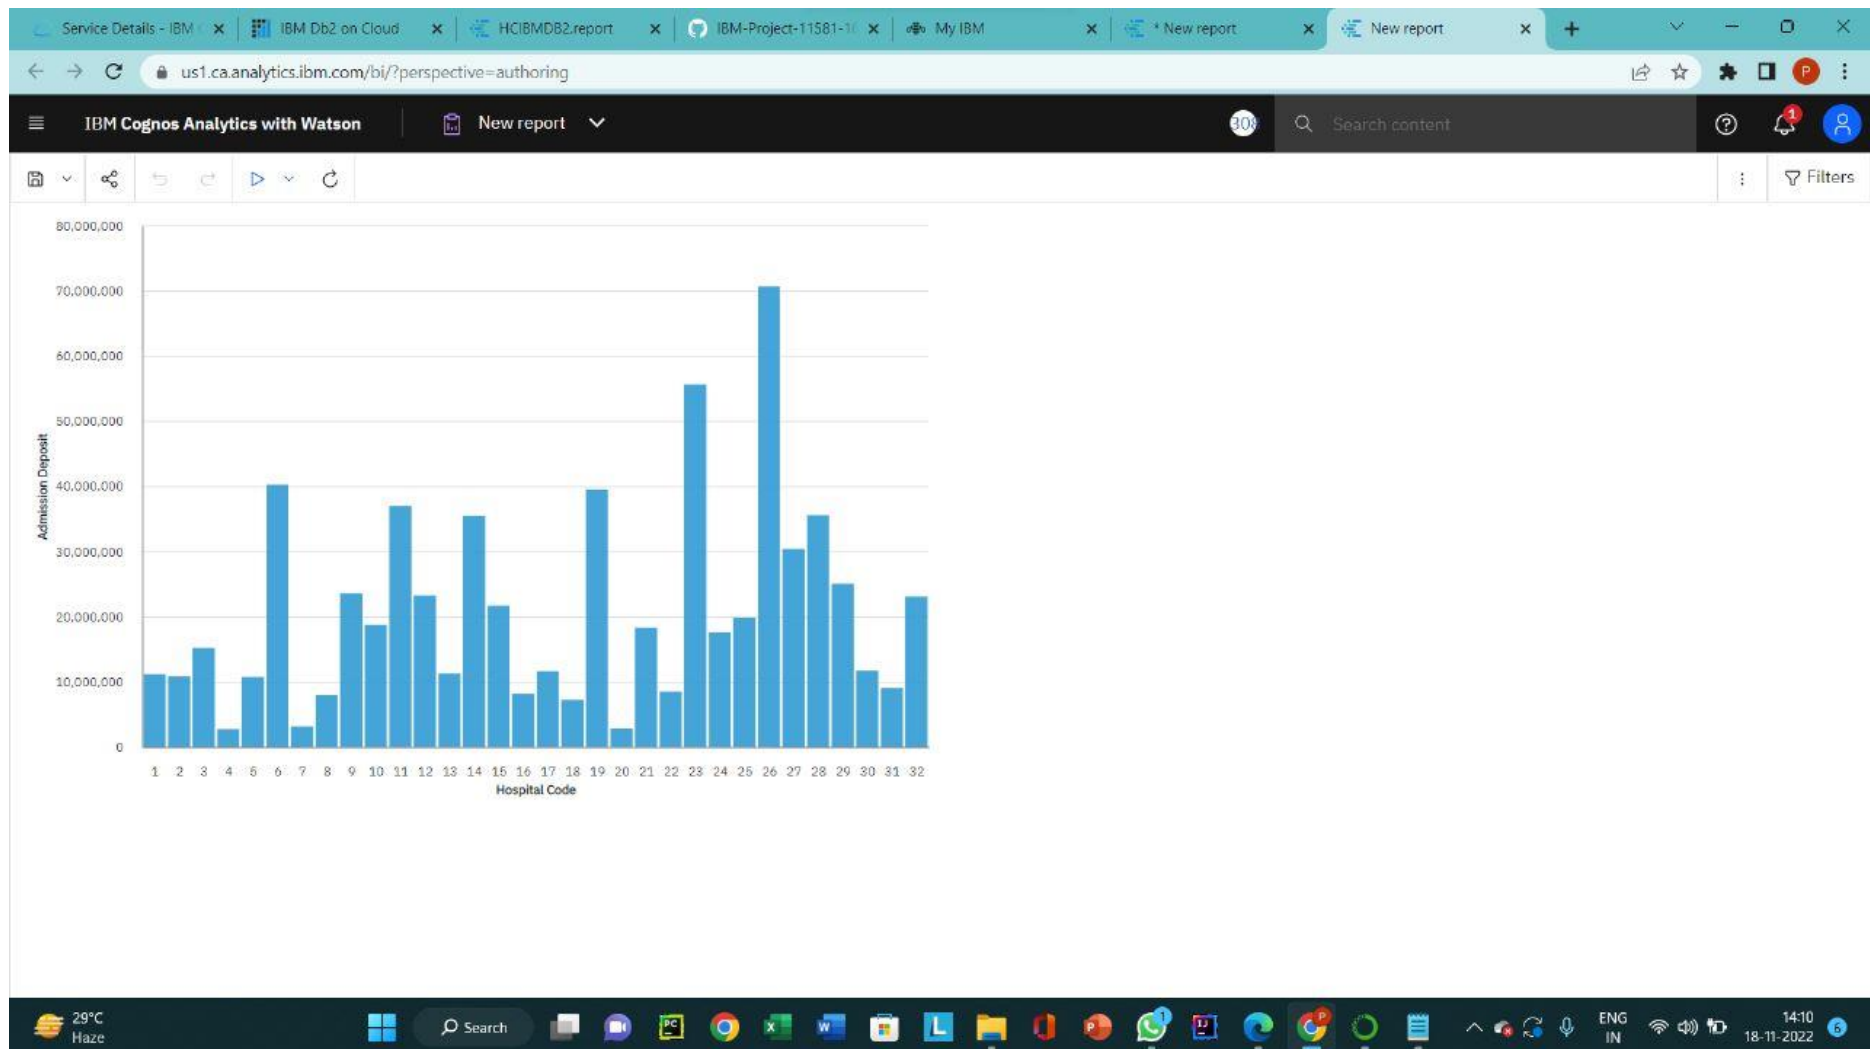 Service Details - IBM
IBM Db2 on Cloud
HCIBMDB2.report
IBM-Project-11581-1
My IBM
* New report
New report
us1.ca.analytics.ibm.com/bi/?perspective=authoring
P
IBM Cognos Analytics with Watson
New report
308
Search content
1
Filters
80,000,000
70,000,000
60,000,000
50,000,000
40,000,000
30,000,000
20,000,000
10,000,000
0
Admission Deposit
1 2 3 4 5 6 7 8 9 10 11 12 13 14 15 16 17 18 19 20 21 22 23 24 25 26 27 28 29 30 31 32
Hospital Code
29°C
Haze
Search
ENG
IN
14:10
18-11-2022
6